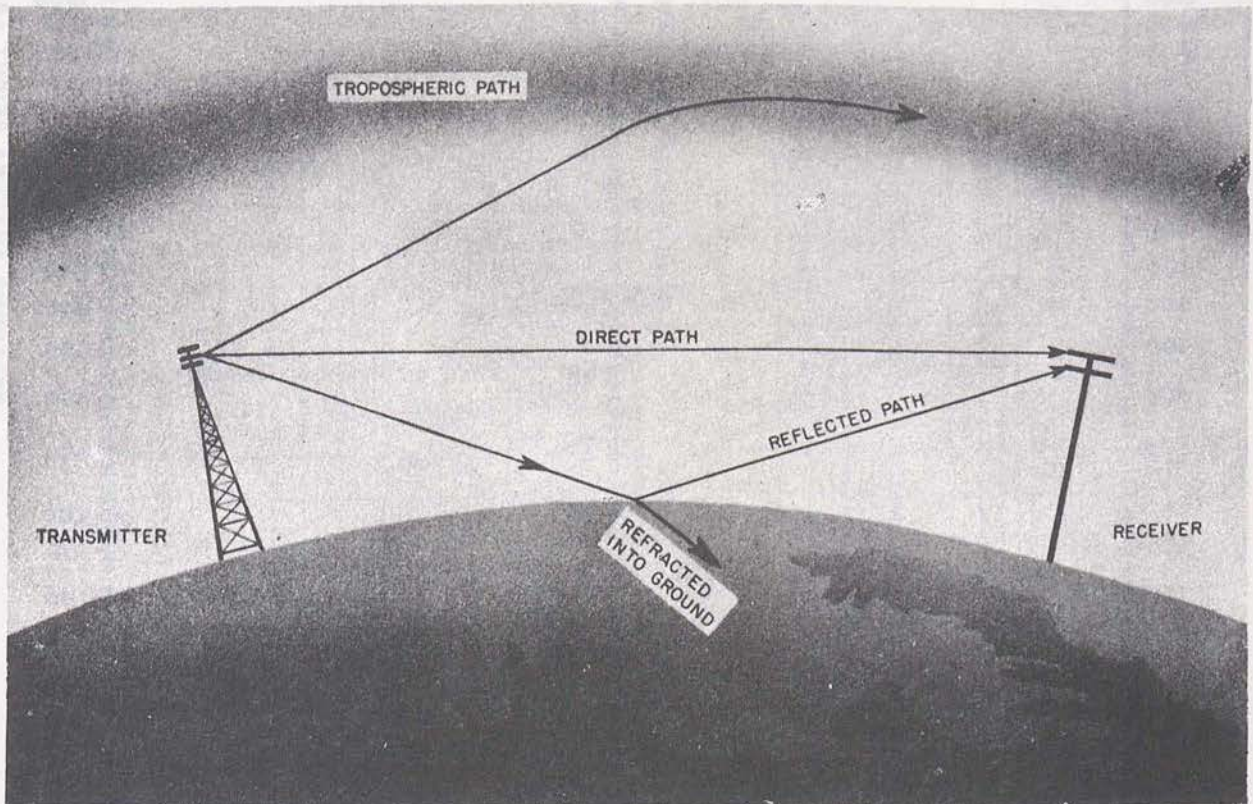 TROPOSPHERIC PATH
DIRECT PATH
REFLECTED PATH
TRANSMITTER
RECEIVER
REFRACTED
INTO GROUND